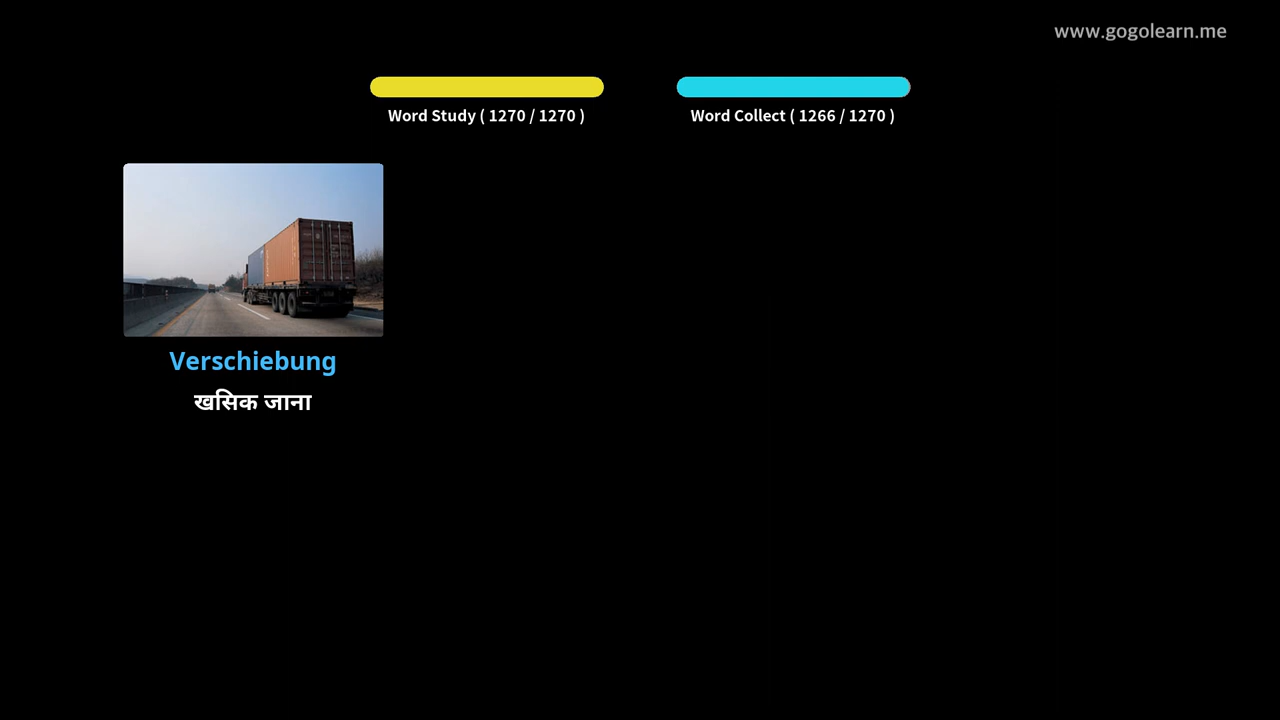 www.gogolearn.me
Word Study ( 1270 / 1270 )
Word Collect ( 1266 / 1270 )
Verschiebung
खसिक जाना